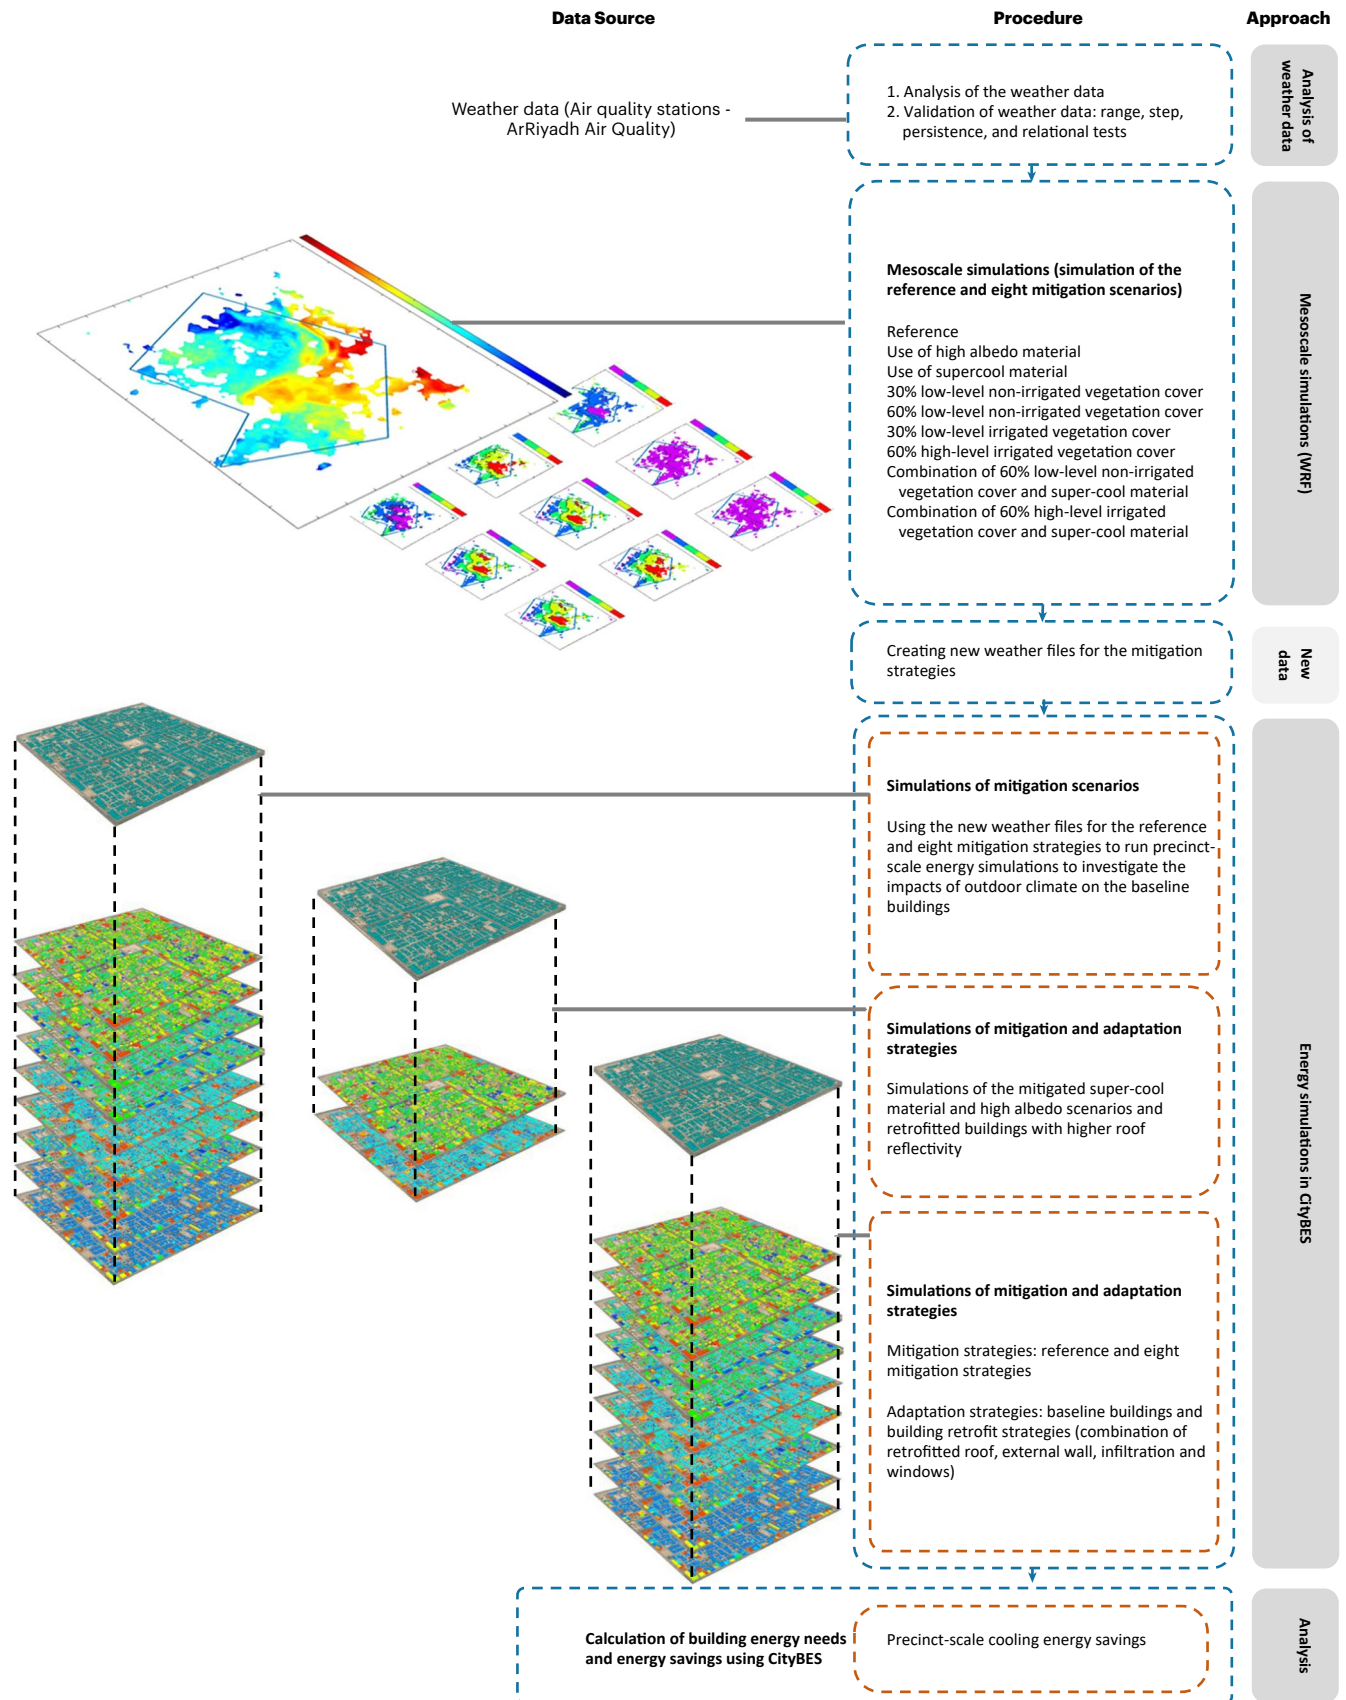 Data Source
Procedure
Approach
Weather data (Air quality stations -
ArRiyadh Air Quality)
1. Analysis of the weather data
2. Validation of weather data: range, step,
persistence, and relational tests
Analysis of
weather data
Mesoscale simulations (simulation of the
reference and eight mitigation scenarios)
Reference
Use of high albedo material
Use of supercool material
30% low-level non-irrigated vegetation cover
60% low-level non-irrigated vegetation cover
30% low-level irrigated vegetation cover
60% high-level irrigated vegetation cover
Combination of 60% low-level non-irrigated
vegetation cover and super-cool material
Combination of 60% high-level irrigated
vegetation cover and super-cool material
Mesoscale simulations (WRF)
Creating new weather files for the mitigation
strategies
New
data
Simulations of mitigation scenarios
Using the new weather files for the reference
and eight mitigation strategies to run precinct-
scale energy simulations to investigate the
impacts of outdoor climate on the baseline
buildings
Simulations of mitigation and adaptation
strategies
Simulations of the mitigated super-cool
material and high albedo scenarios and
retrofitted buildings with higher roof
reflectivity
Simulations of mitigation and adaptation
strategies
Mitigation strategies: reference and eight
mitigation strategies
Adaptation strategies: baseline buildings and
building retrofit strategies (combination of
retrofitted roof, external wall, infiltration and
windows)
Energy simulations in CityBES
Calculation of building energy needs
and energy savings using CityBES
Precinct-scale cooling energy savings
Analysis